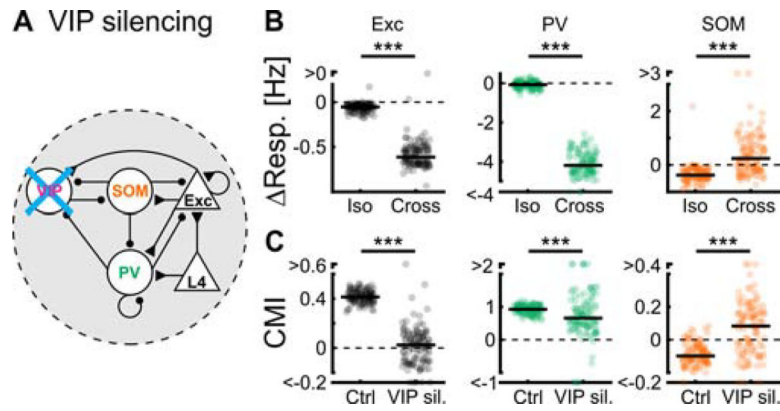 A VIP silencing
VIP
SOM
Exc
PV
L4
B
Exc
PV
SOM
ΔResp. [Hz]
>0
0
-0.5
***
Iso
Cross
0
-2
-4
<-4
***
Iso
Cross
>3
2
0
***
Iso
Cross
C
CMI
>0.6
0.4
0
<-0.2
***
Ctrl
VIP sil.
>2
1
0
<-1
***
Ctrl
VIP sil.
>0.4
0.2
0
<-0.2
***
Ctrl
VIP sil.